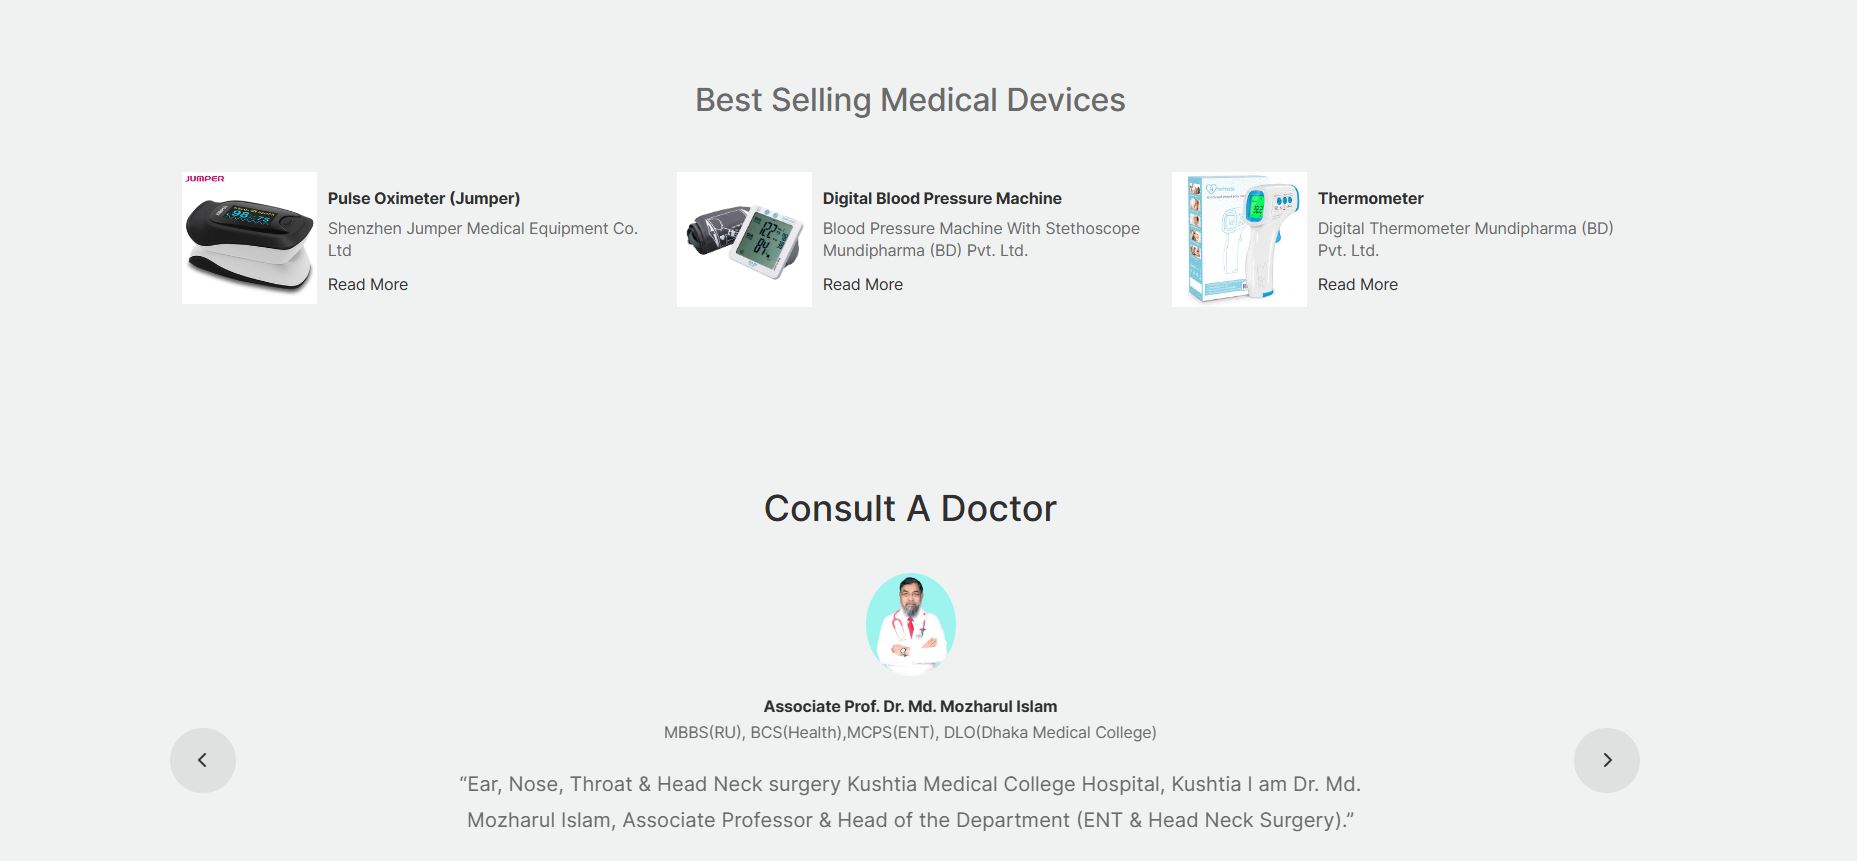 Best Selling Medical Devices
JUMPER
Pulse Oximeter (Jumper)
Shenzhen Jumper Medical Equipment Co.
Ltd
Read More
Digital Blood Pressure Machine
Blood Pressure Machine With Stethoscope
Mundipharma (BD) Pvt. Ltd.
Read More
Thermometer
Digital Thermometer Mundipharma (BD)
Pvt. Ltd.
Read More
Consult A Doctor
Associate Prof. Dr. Md. Mozharul Islam
MBBS(RU), BCS(Health),MCPS(ENT), DLO(Dhaka Medical College)
“Ear, Nose, Throat & Head Neck surgery Kushtia Medical College Hospital, Kushtia I am Dr. Md.
Mozharul Islam, Associate Professor & Head of the Department (ENT & Head Neck Surgery).”